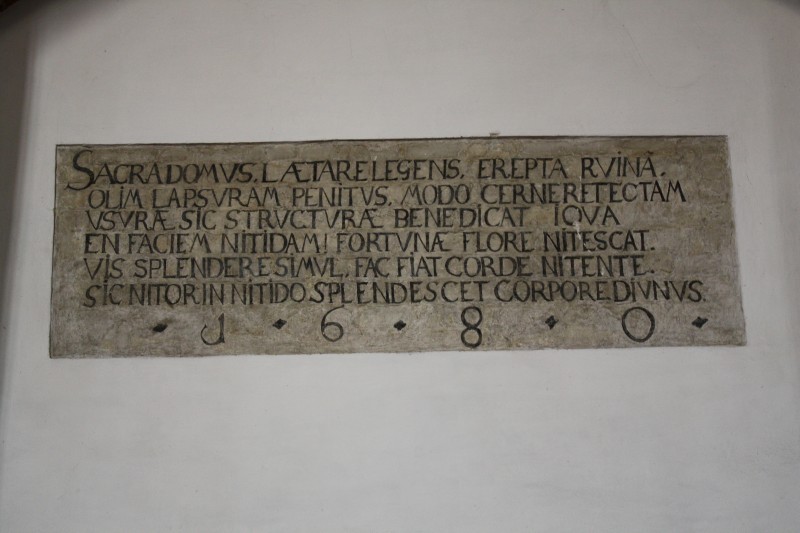 SACRA DOMVS. LÆTARE LEGENS. EREPTA RVINÂ.
OLIM LAPSVRAM PENITVS. MODO CERNE RETECTAM
USURÆ SIC STRVCTVRÆ BENEDICAT IOVA
EN FACIEM NITIDAM! FORTVNÆ FLORE NITESCAT.
VIS SPLENDERE SIMVL, FAC FIAT CORDE NITENTE.
SIC NITOR IN NITIDO SPLENDESCET CORPORE DIVNVS.
1 6 8 0